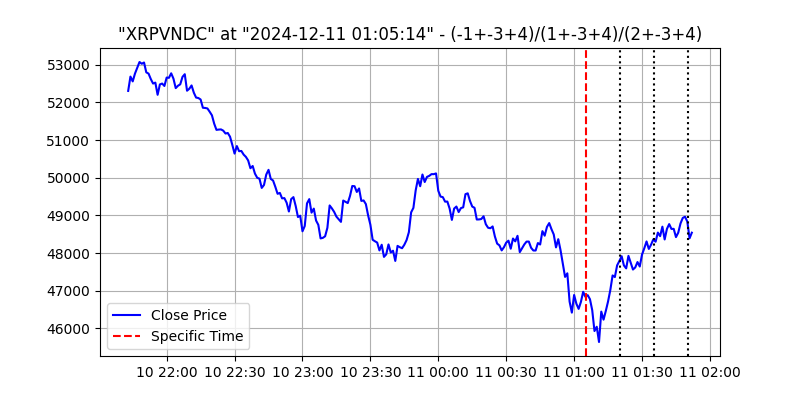 "XRPVNDC" at "2024-12-11 01:05:14" - (-1+-3+4)/(1+-3+4)/(2+-3+4)
53000
52000
51000
50000
49000
48000
47000
46000
Close Price
Specific Time
10 22:00 10 22:30 10 23:00 10 23:30 11 00:00 11 00:30 11 01:00 11 01:30 11 02:00